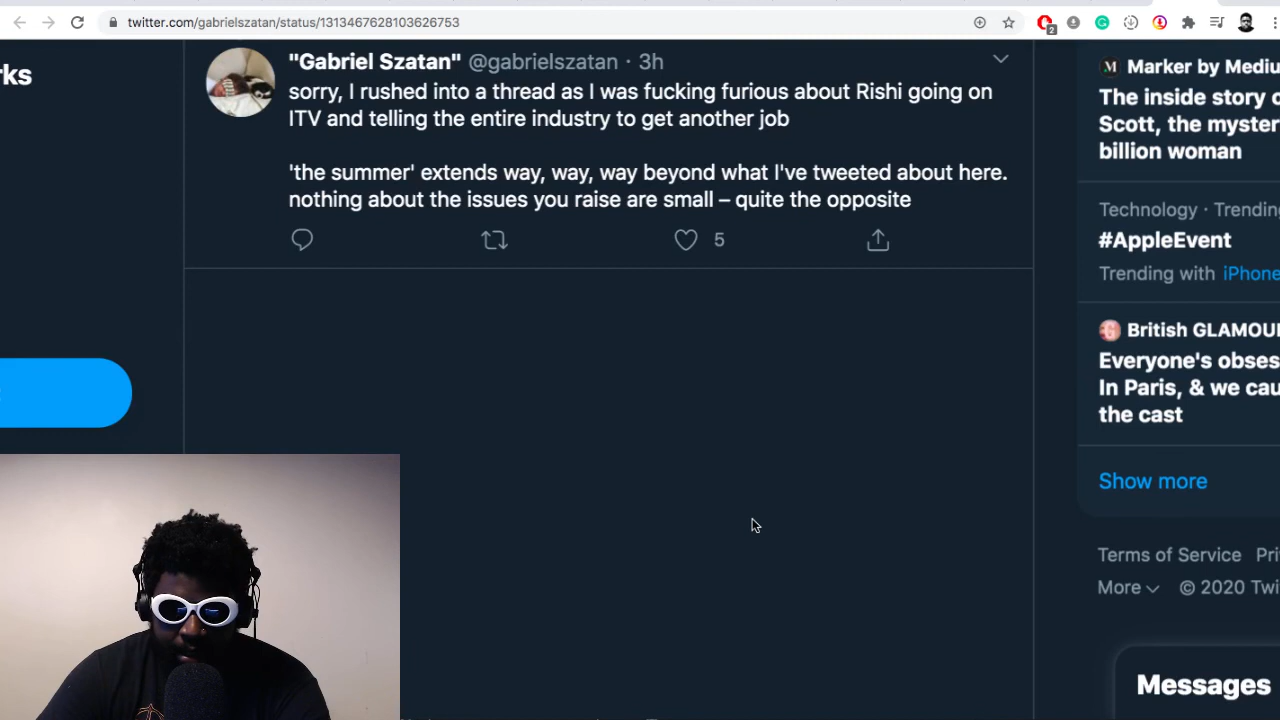 twitter.com/gabrielszatan/status/1313467628103626753
2
rks
"Gabriel Szatan" @gabrielszatan · 3h
sorry, I rushed into a thread as I was fucking furious about Rishi going on
ITV and telling the entire industry to get another job
'the summer' extends way, way, way beyond what I've tweeted about here.
nothing about the issues you raise are small – quite the opposite
5
M Marker by Mediu
The inside story o
Scott, the myster
billion woman
Technology · Trending
#AppleEvent
Trending with iPhone
British GLAMOU
Everyone's obses
In Paris, & we cau
the cast
Show more
Terms of Service Pri
More © 2020 Twi
Messages